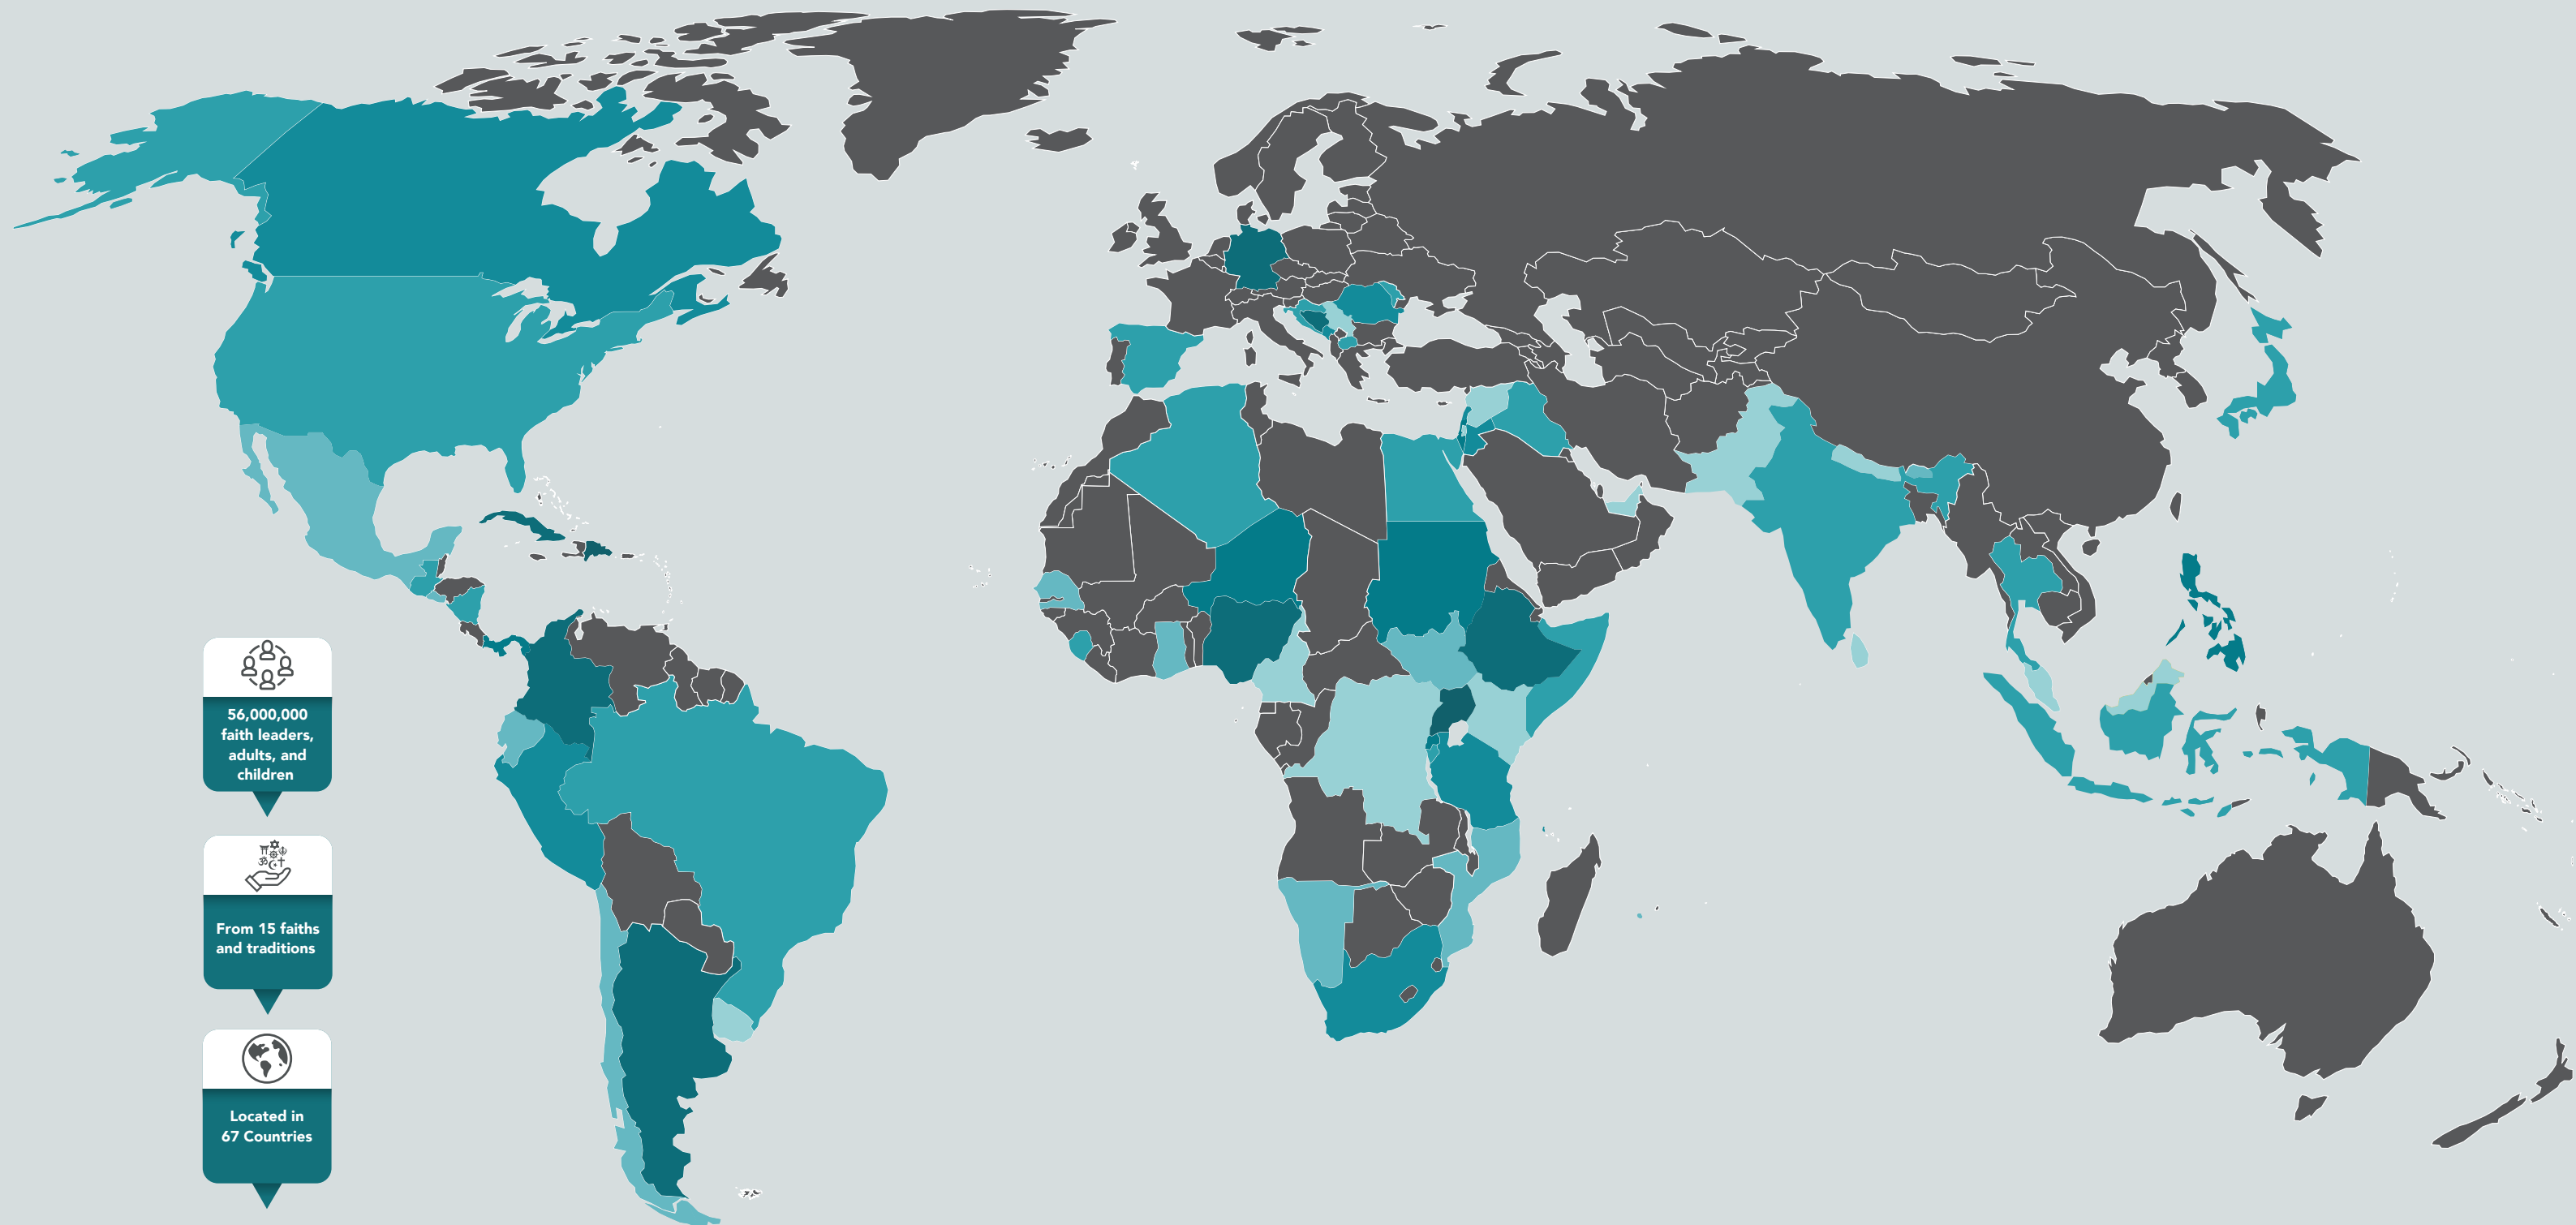 56,000,000
faith leaders,
adults, and
children
From 15 faiths
and traditions
Located in
67 Countries